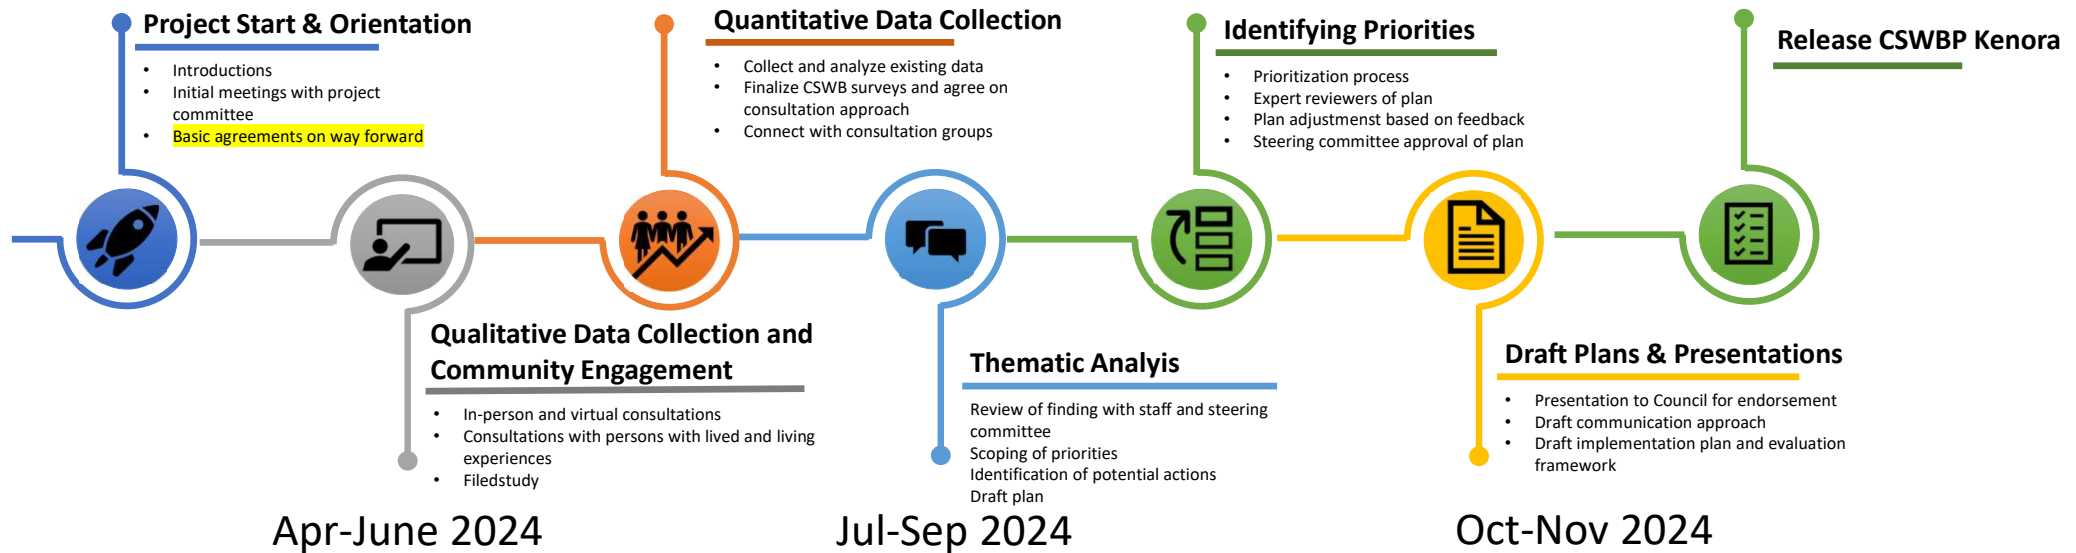 Project Start & Orientation
• Introductions
• Initial meetings with project
committee
• Basic agreements on way forward
Qualitative Data Collection and
Community Engagement
• In-person and virtual consultations
• Consultations with persons with lived and living
experiences
• Filedstudy
Quantitative Data Collection
• Collect and analyze existing data
• Finalize CSWB surveys and agree on
consultation approach
• Connect with consultation groups
Thematic Analyis
Review of finding with staff and steering
committee
Scoping of priorities
Identification of potential actions
Draft plan
Identifying Priorities
• Prioritization process
• Expert reviewers of plan
• Plan adjustmenst based on feedback
• Steering committee approval of plan
Draft Plans & Presentations
• Presentation to Council for endorsement
• Draft communication approach
• Draft implementation plan and evaluation
framework
Release CSWBP Kenora
Apr-June 2024
Jul-Sep 2024
Oct-Nov 2024